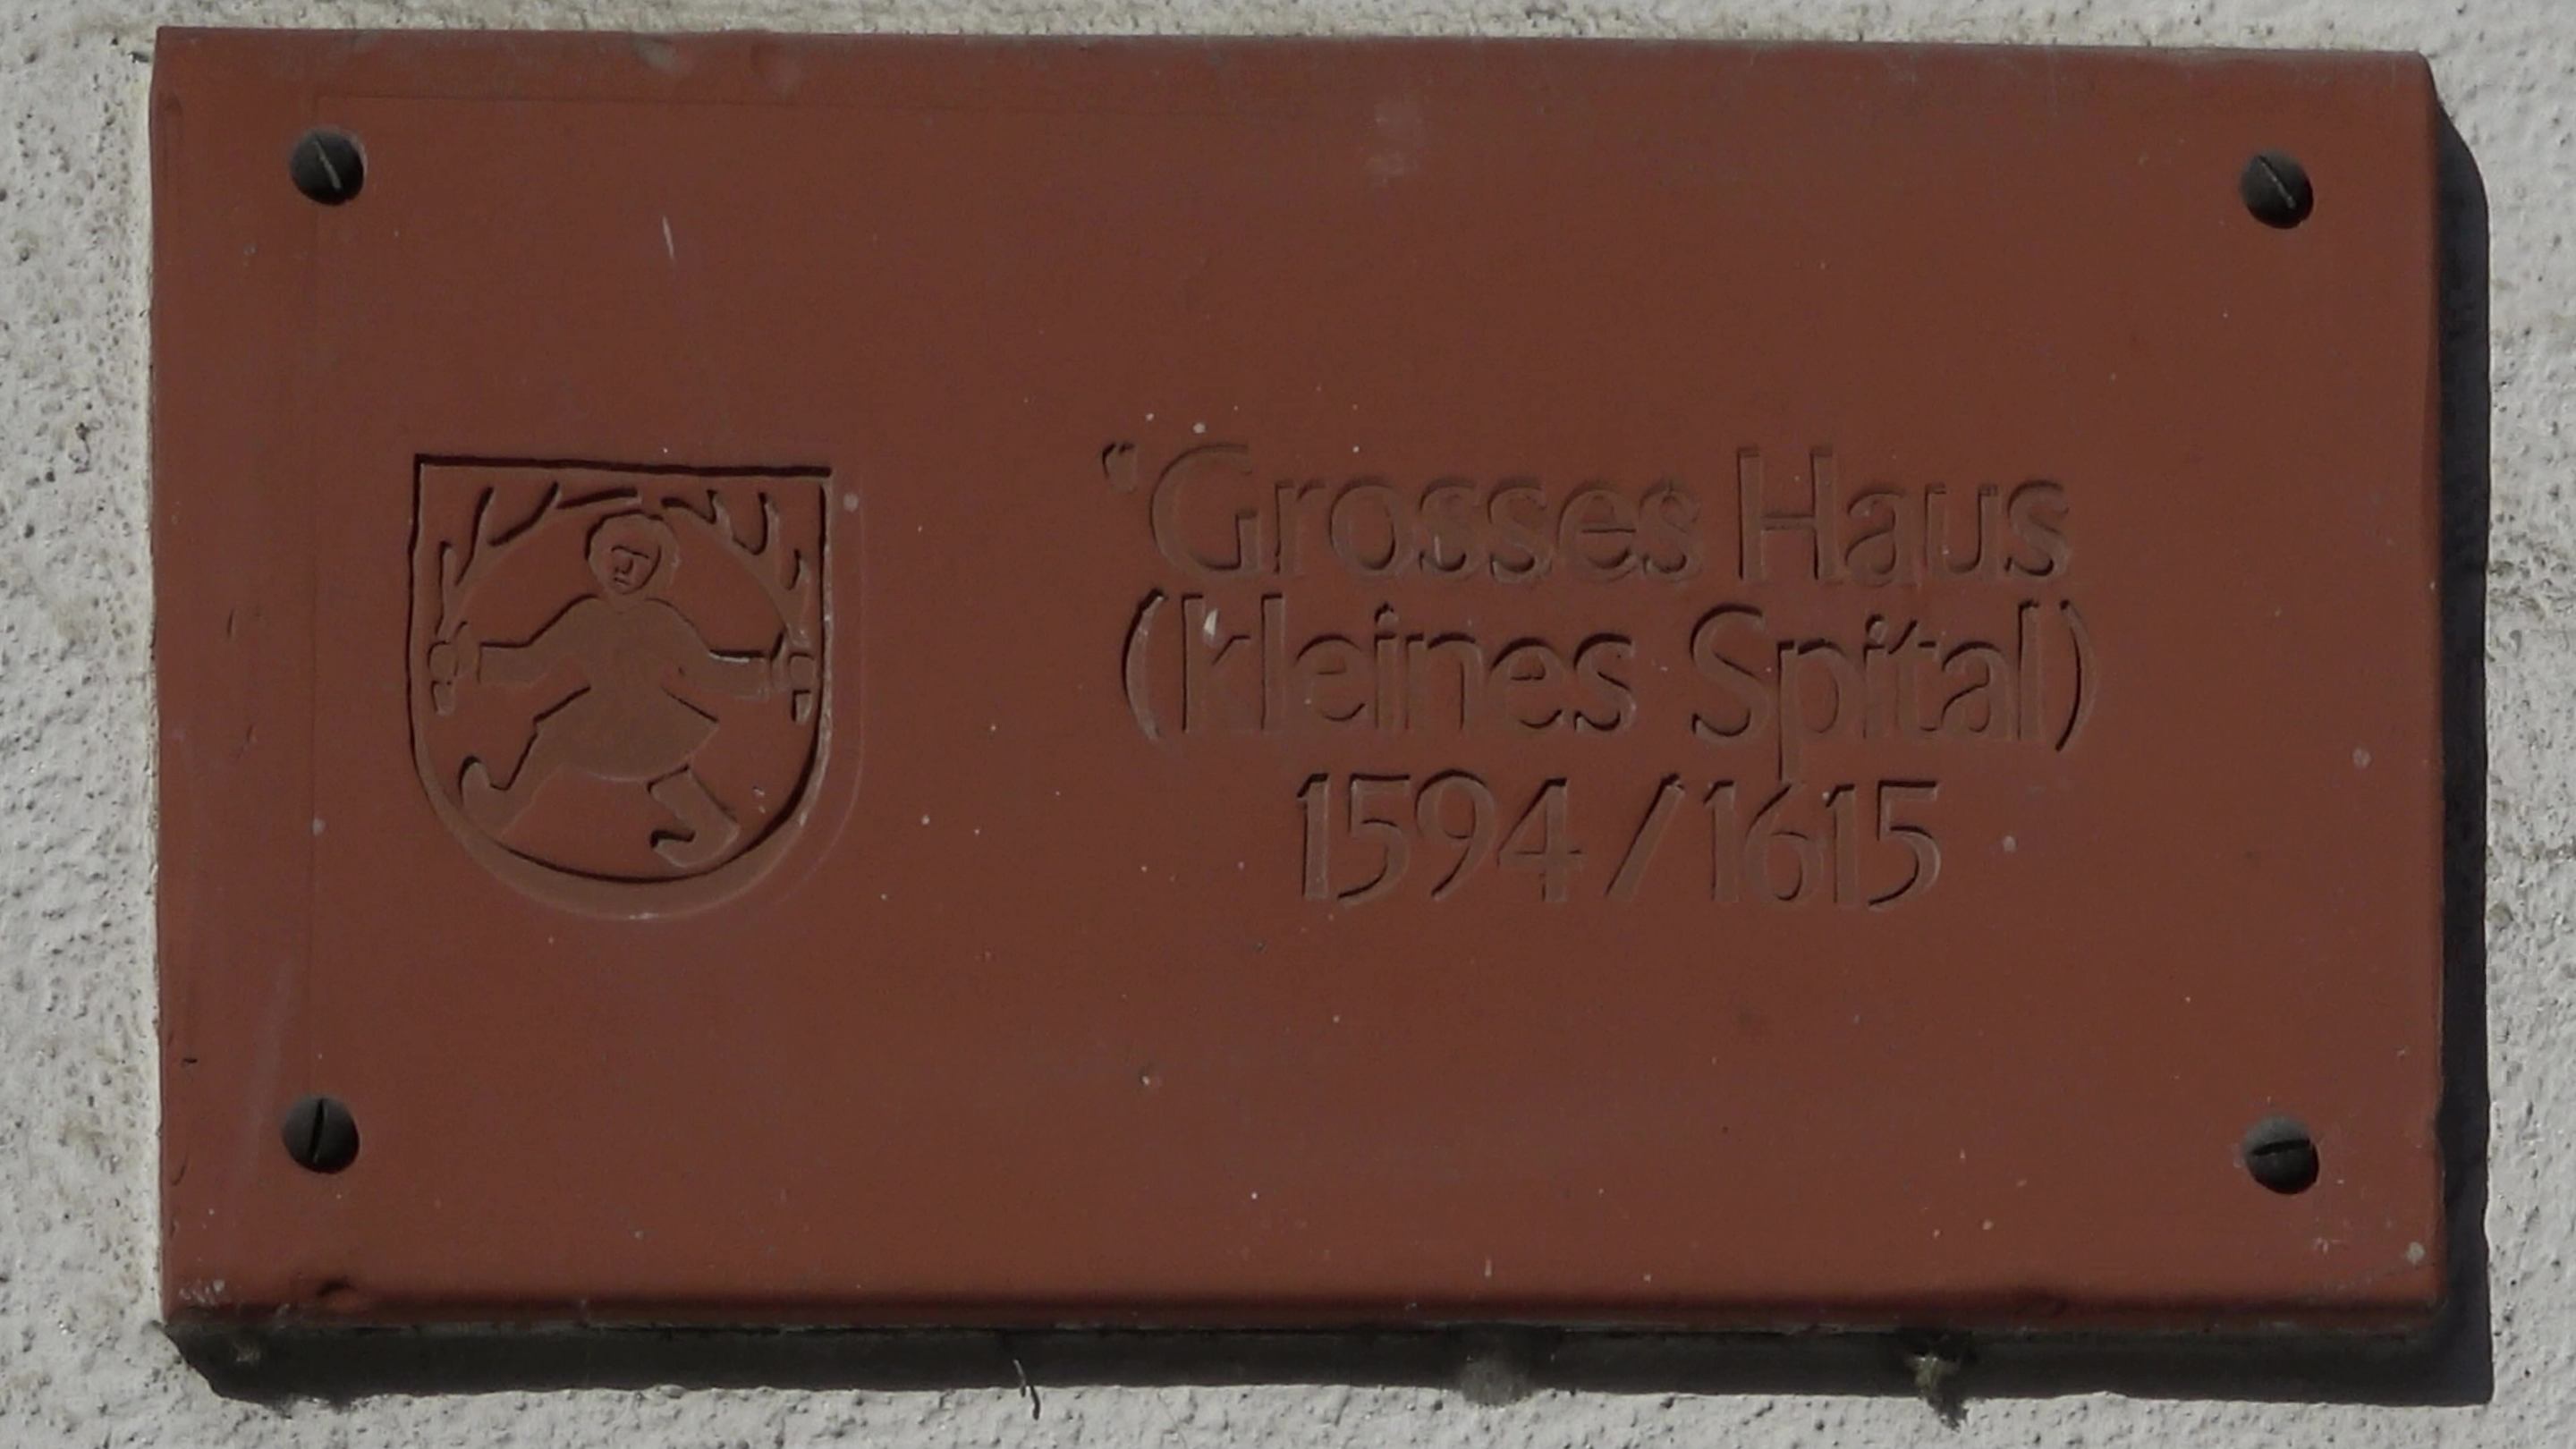 "Grosses Haus
(kleines Spital)
1594/1615